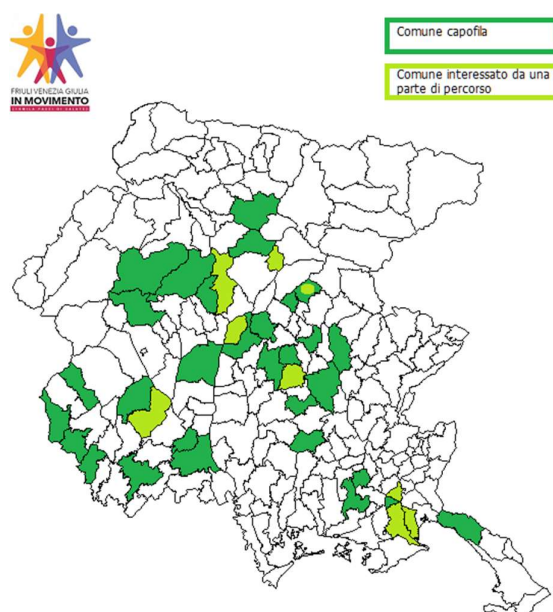 FRIULI VENEZIA GIULIA
IN MOVIMENTO
Comune capofila
Comune interessato da una
parte di percorso